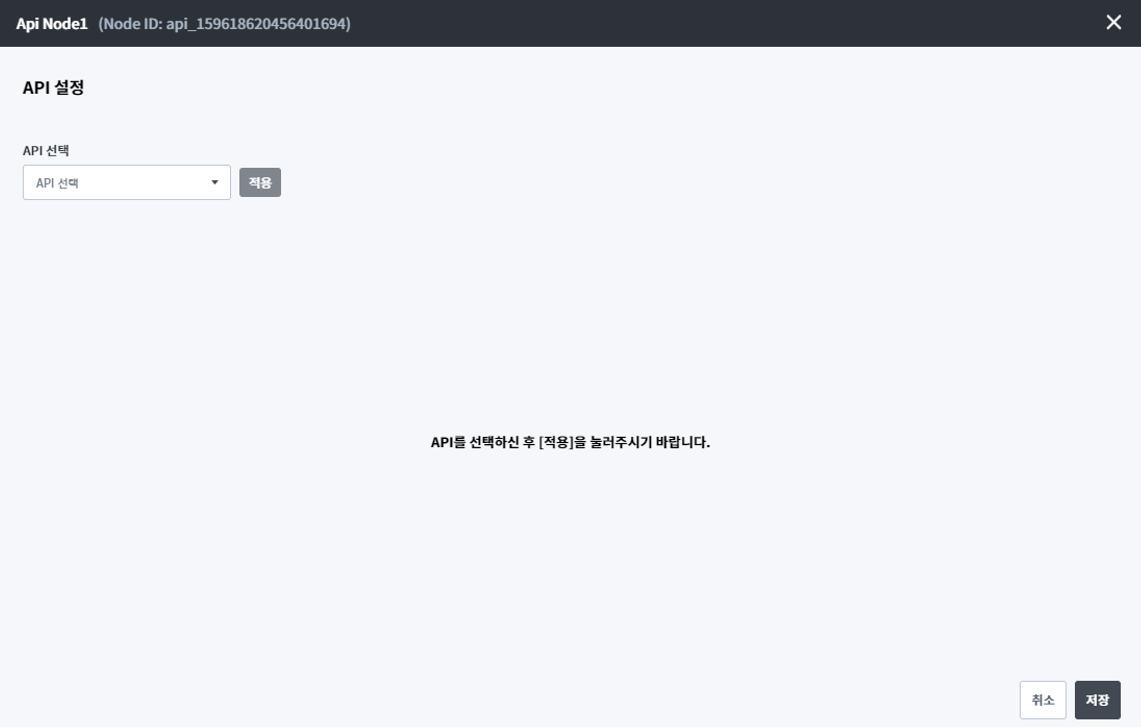 Api Node1 (Node ID: api_159618620456401694)
API 설정
API 선택
API 선택
적용
API를 선택하신 후 [적용]을 눌러주시기 바랍니다.
취소
저장